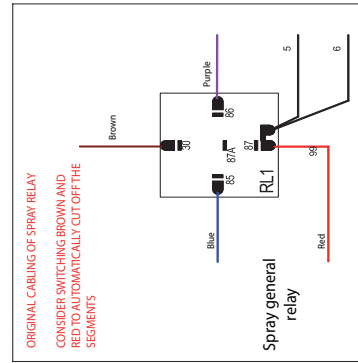 ORIGINAL CABLING OF SPRAY RELAY
CONSIDER SWITCHING BROWN AND
RED TO AUTOMATICALLY CUT OFF THE
SEGMENTS
Brown
Purple
5
6
30
86
87A
87
85
RL1
Blue
99
Red
Spray general
relay